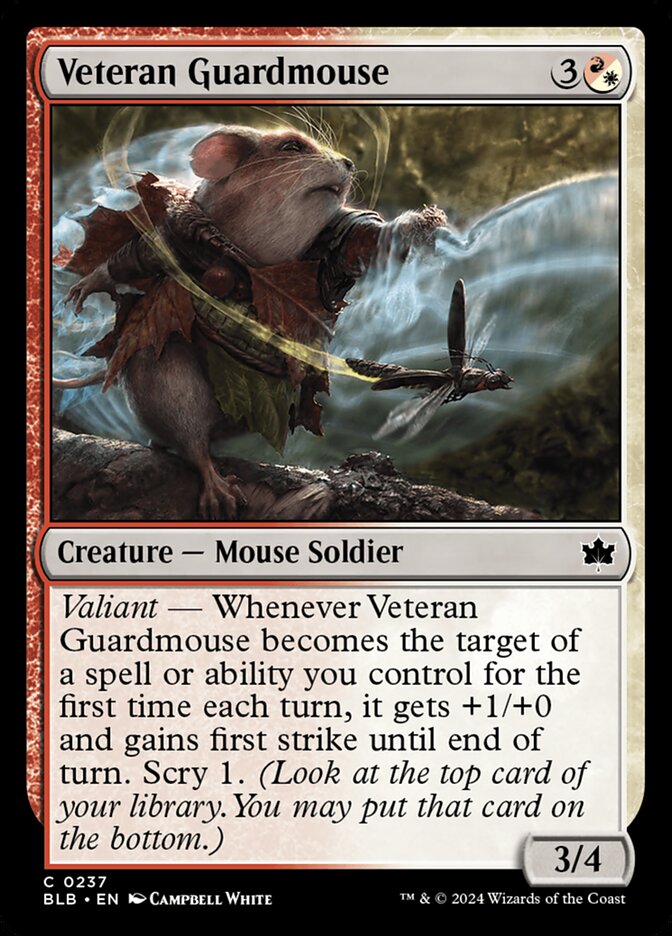 Veteran Guardmouse
3
Creature — Mouse Soldier
Valiant — Whenever Veteran
Guardmouse becomes the target of
a spell or ability you control for the
first time each turn, it gets +1/+0
and gains first strike until end of
turn. Scry 1. (Look at the top card of
your library. You may put that card on
the bottom.)
3/4
C 0237
BLB • EN CAMPBELL WHITE
™ & © 2024 Wizards of the Coast